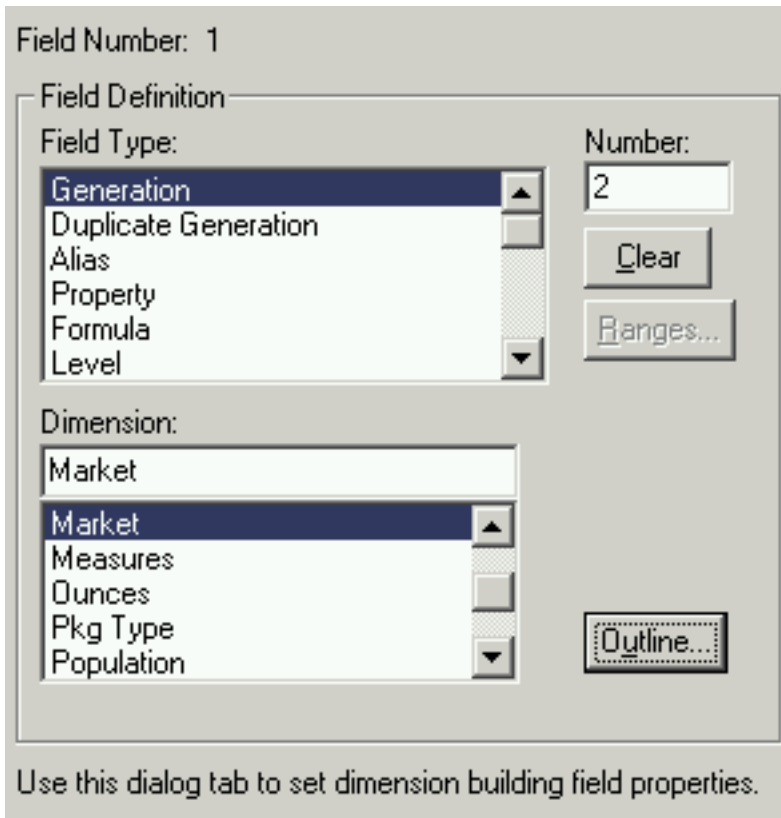 Field Number: 1
Field Definition
Field Type:
Number:
Generation
2
Duplicate Generation
Alias
Clear
Property
Formula
Ranges...
Level
Dimension:
Market
Market
Measures
Ounces
Pkg Type
Outline...
Population
Use this dialog tab to set dimension building field properties.